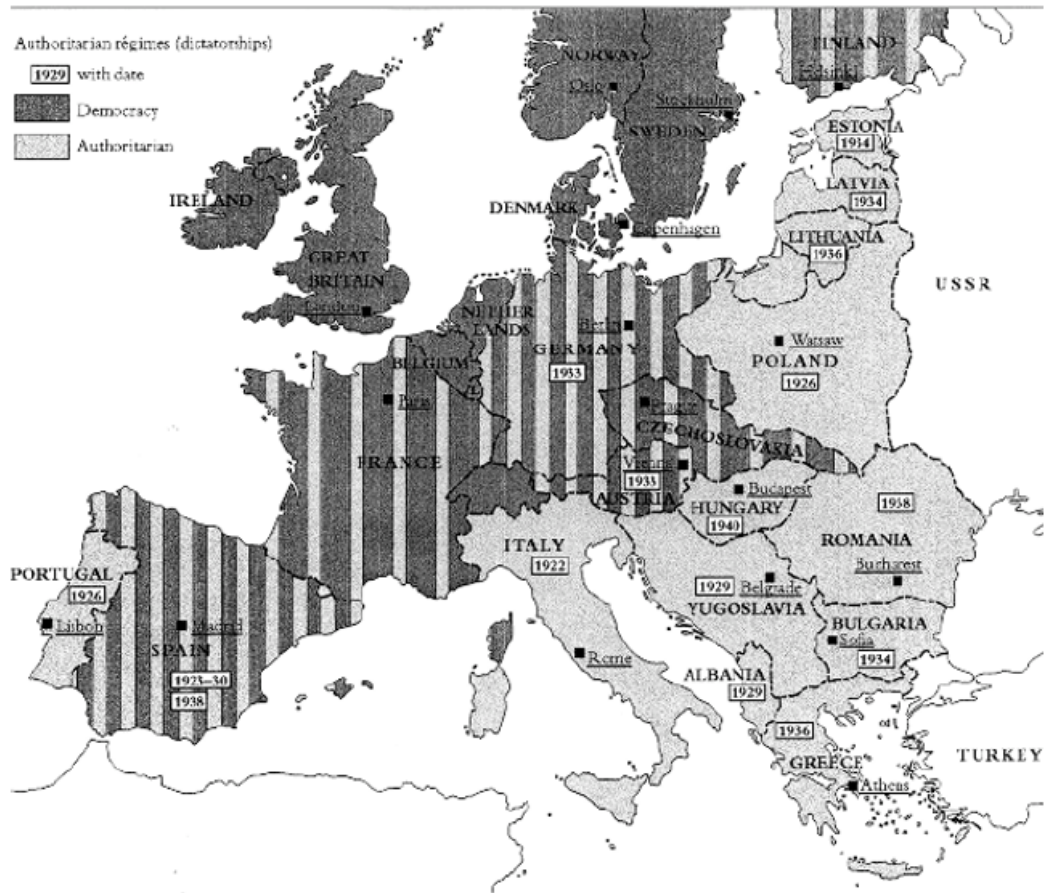 Authoritarian régimes (dictatorships)
1929 with date
Democracy
Authoritarian
NORWAY
Oslo
Stockholm
SWEDEN
FINLAND
Helsinki
ESTONIA
1934
LATVIA
1934
LITHUANIA
1936
IRELAND
GREAT
BRITAIN
London
DENMARK
Copenhagen
USSR
NETHER
LANDS
BELGIUM
Berlin
GERMANY
1933
Warsaw
POLAND
1926
Paris
FRANCE
Prague
CZECHOSLOVAKIA
Vienna
1933
AUSTRIA
Budapest
HUNGARY
1940
1938
ROMANIA
Bucharest
PORTUGAL
1926
Lisbon
Madrid
SPAIN
1923–30
1938
ITALY
1922
Rome
1929
Belgrade
YUGOSLAVIA
BULGARIA
Sofia
1934
ALBANIA
1929
1936
GREECE
Athens
TURKEY